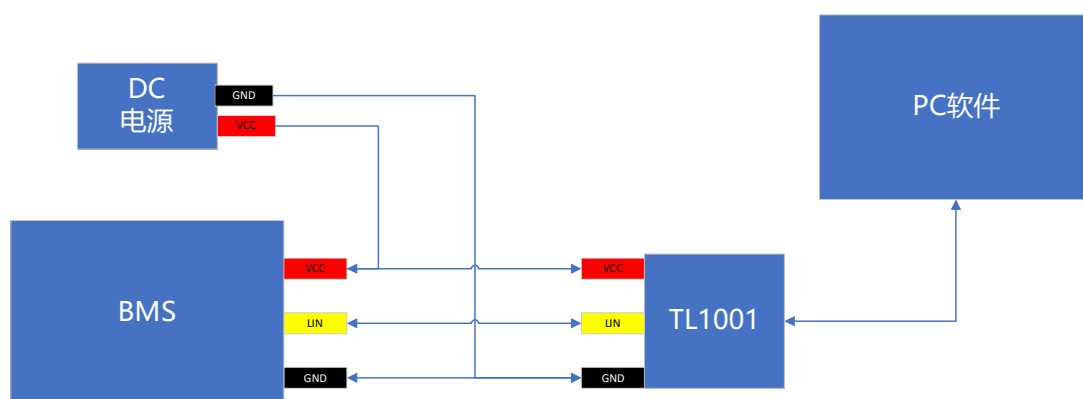 DC
电源
GND
VCC
PC软件
BMS
VCC
LIN
GND
VCC
LIN
GND
TL1001